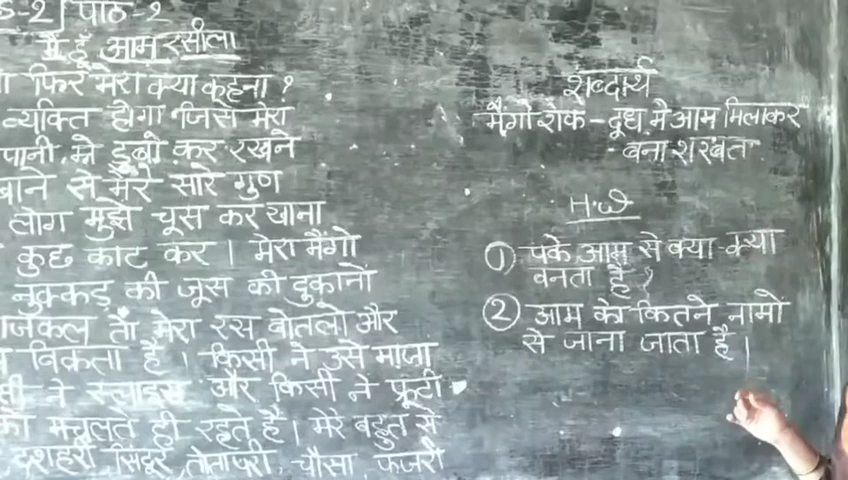 -2 पाठ-2
मैं हूँ आम रसीला
फिर मेरा क्या कहना ?
व्यक्ति होगा जिसे मेरा
पानी में डुबो कर रखने
से मेरे सारे गुण
लोग मुझे चूस कर खाना
कुछ काट कर । मेरा मैंगो
नुक्कड़ की जूस की दुकानों
तो मेरा रस बोतलों और
बिकता है । किसी ने उसे माजा
ने स्लाइस और किसी ने फ्रूटी
मचलते ही रहते है । मेरे बहुत से
दशहरी, सिंदूर, तोतापरी, चौसा, फजरी
शब्दार्थ
मैंगो शेक - दूध में आम मिलाकर
बना शरबत
H.W
① पके आम से क्या-क्या
बनता है ?
② आम को कितने नामों
से जाना जाता है ।